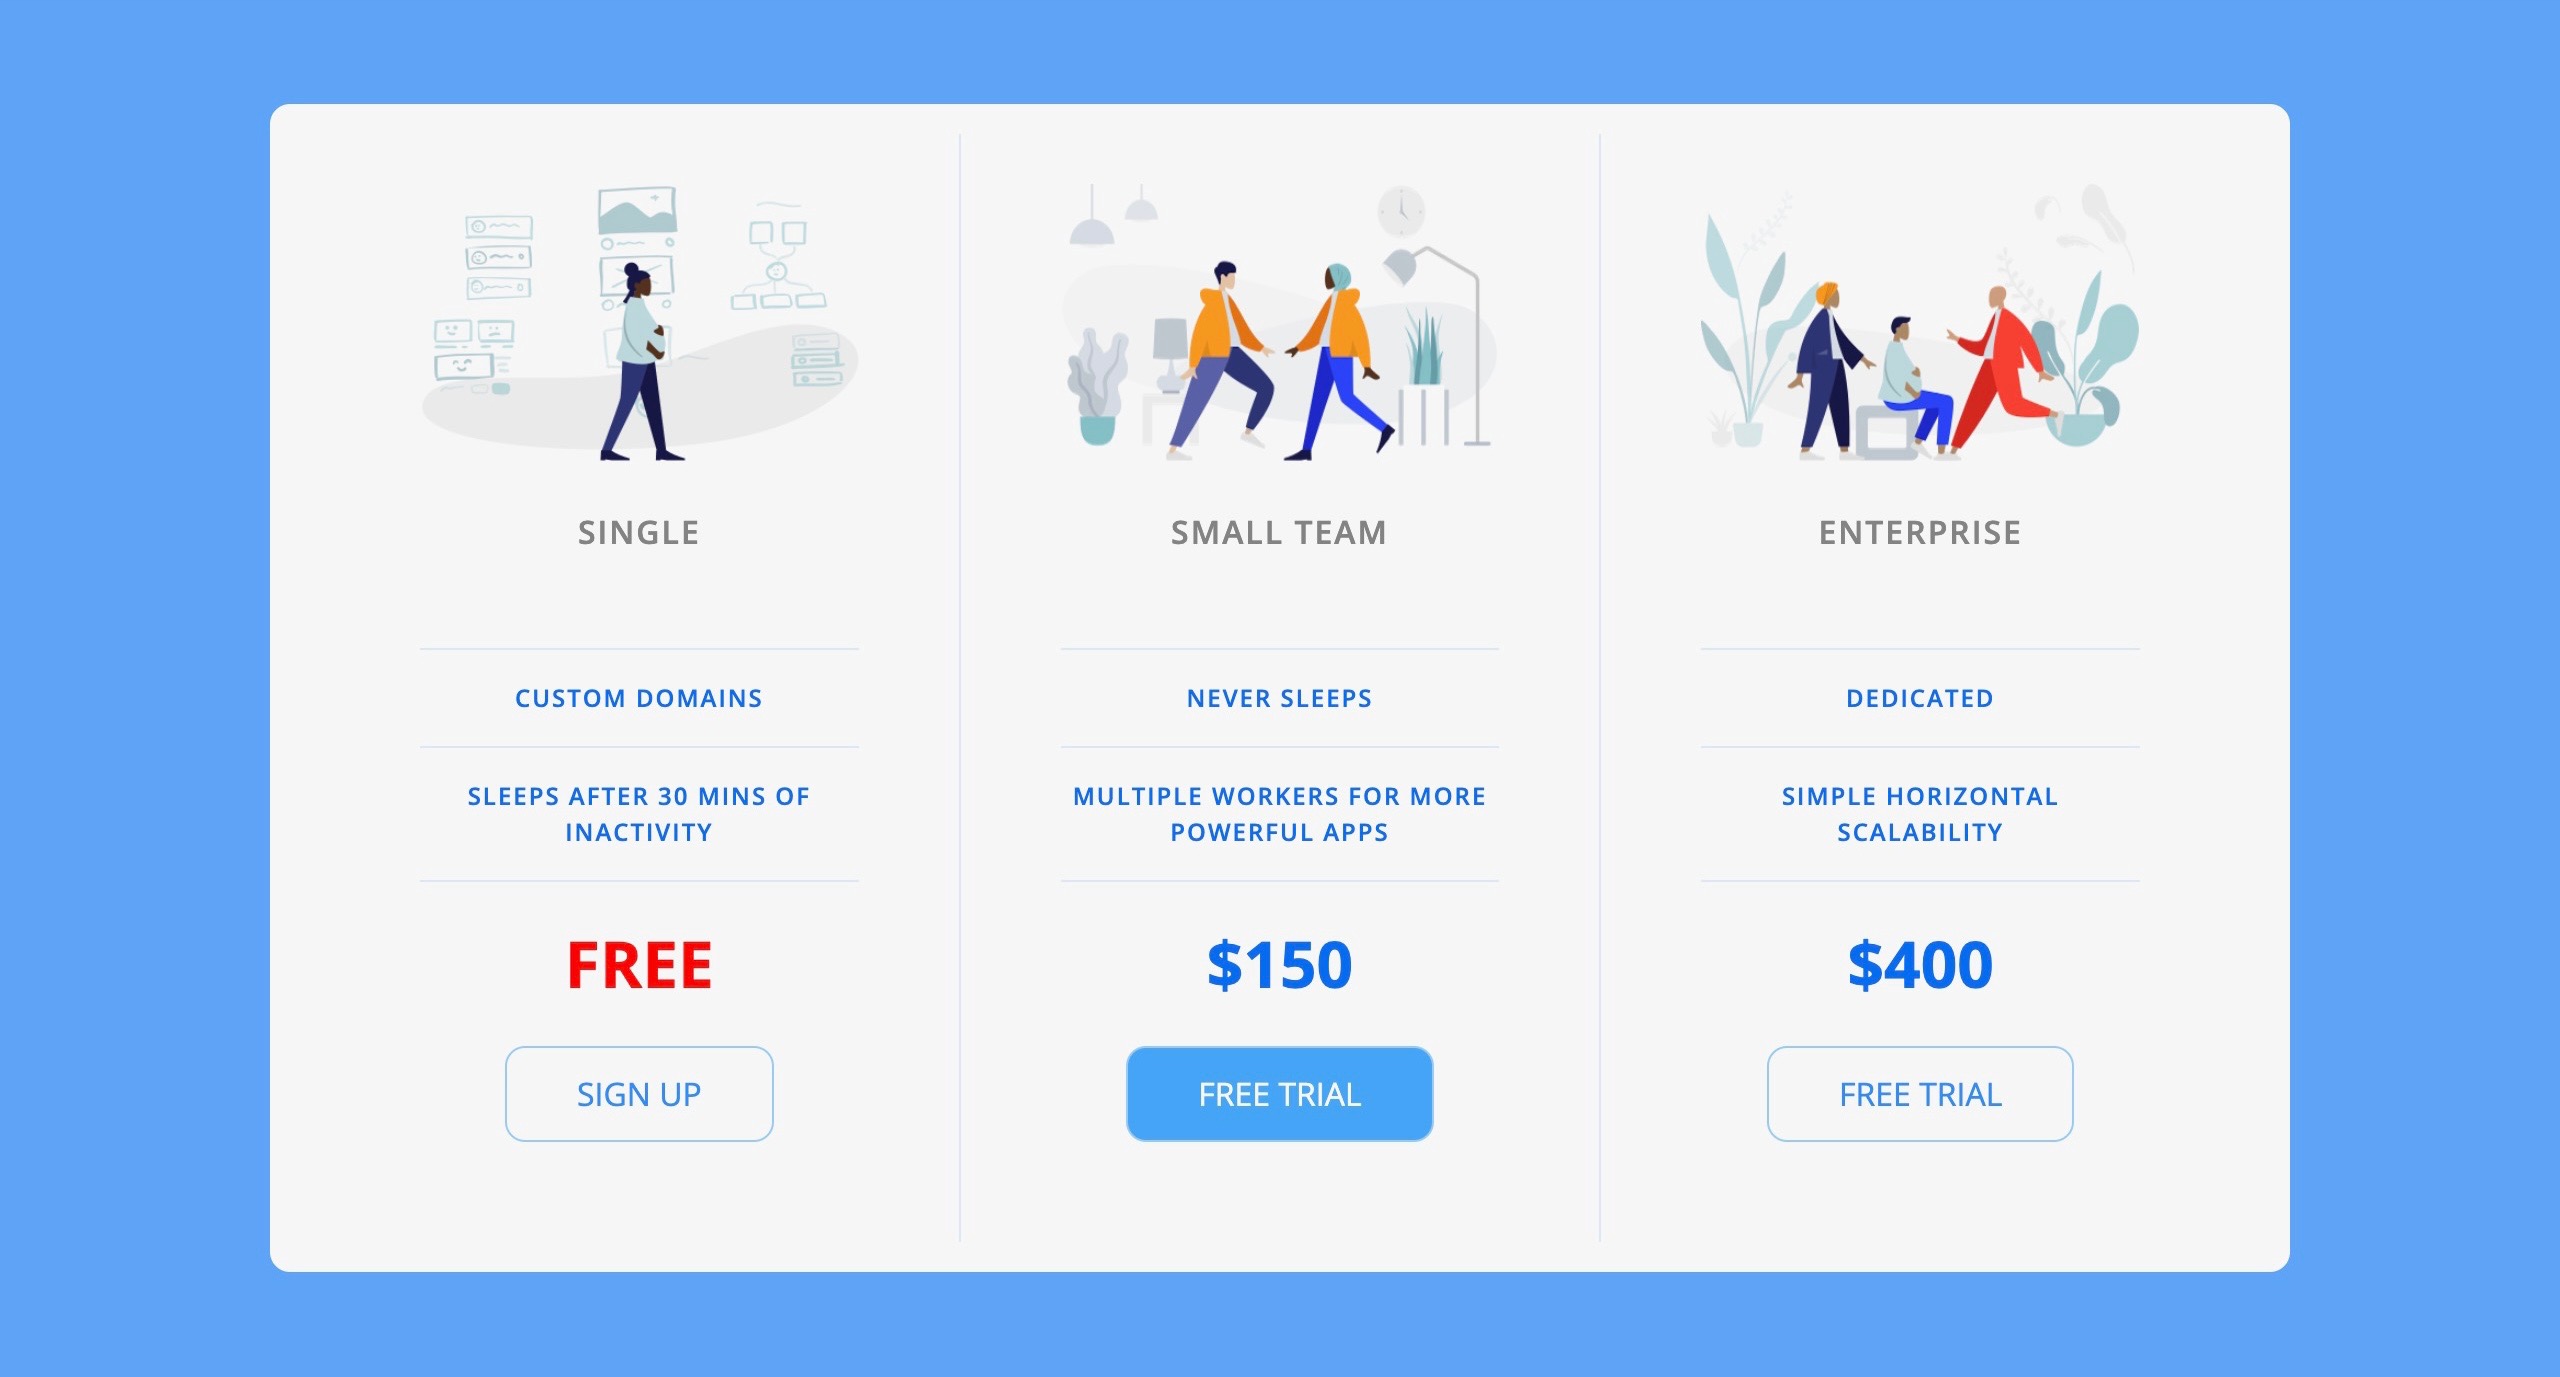 SINGLE
CUSTOM DOMAINS
SLEEPS AFTER 30 MINS OF
INACTIVITY
FREE
SIGN UP
SMALL TEAM
NEVER SLEEPS
MULTIPLE WORKERS FOR MORE
POWERFUL APPS
$150
FREE TRIAL
ENTERPRISE
DEDICATED
SIMPLE HORIZONTAL
SCALABILITY
$400
FREE TRIAL